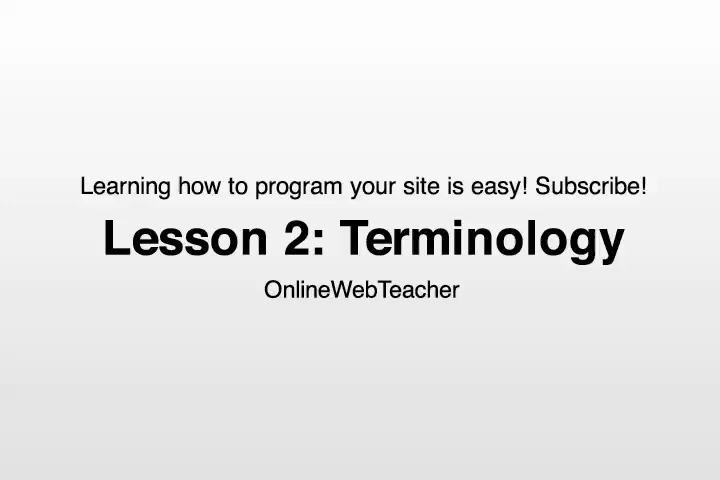 Learning how to program your site is easy! Subscribe!
Lesson 2: Terminology
OnlineWebTeacher